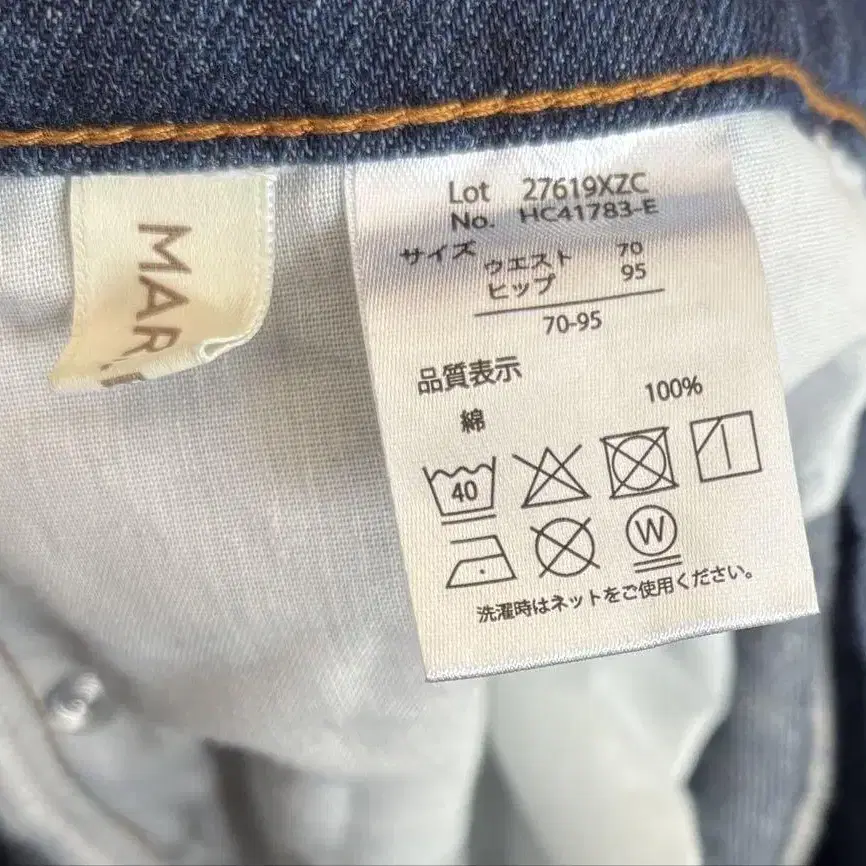 MAR
Lot 27619XZC
No. HC41783-E
サイズ ウエスト 70
ヒップ 95
70-95
品質表示
綿 100%
40
W
洗濯時はネットをご使用ください。